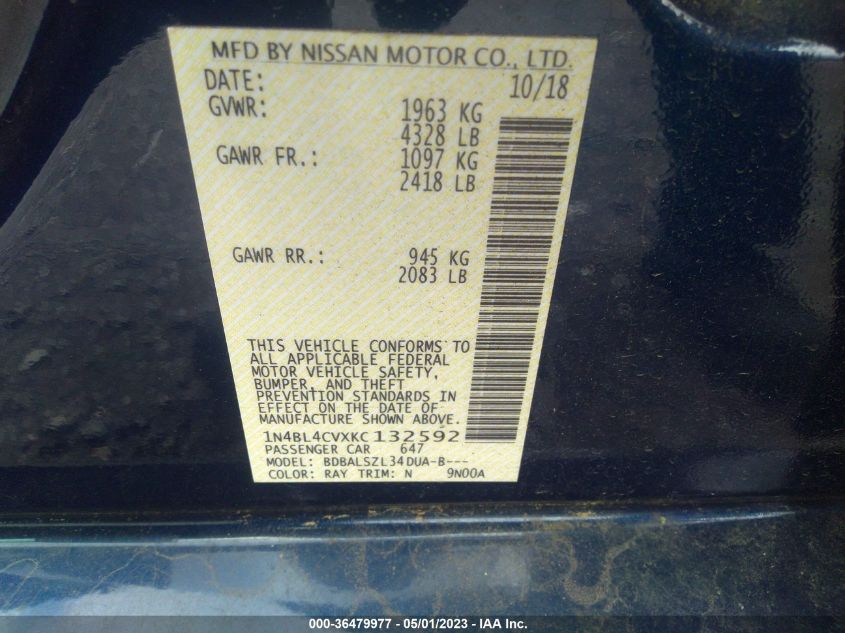 MFD BY NISSAN MOTOR CO., LTD.
DATE: 10/18
GVWR: 1963 KG
4328 LB
GAWR FR.: 1097 KG
2418 LB
GAWR RR.: 945 KG
2083 LB
THIS VEHICLE CONFORMS TO
ALL APPLICABLE FEDERAL
MOTOR VEHICLE SAFETY,
BUMPER, AND THEFT
PREVENTION STANDARDS IN
EFFECT ON THE DATE OF
MANUFACTURE SHOWN ABOVE.
1N4BL4CVXKC132592
PASSENGER CAR 647
MODEL: BDBALSZL34DUA-B---
COLOR: RAY TRIM: N 9N00A
000-36479977 - 05/01/2023 - IAA Inc.